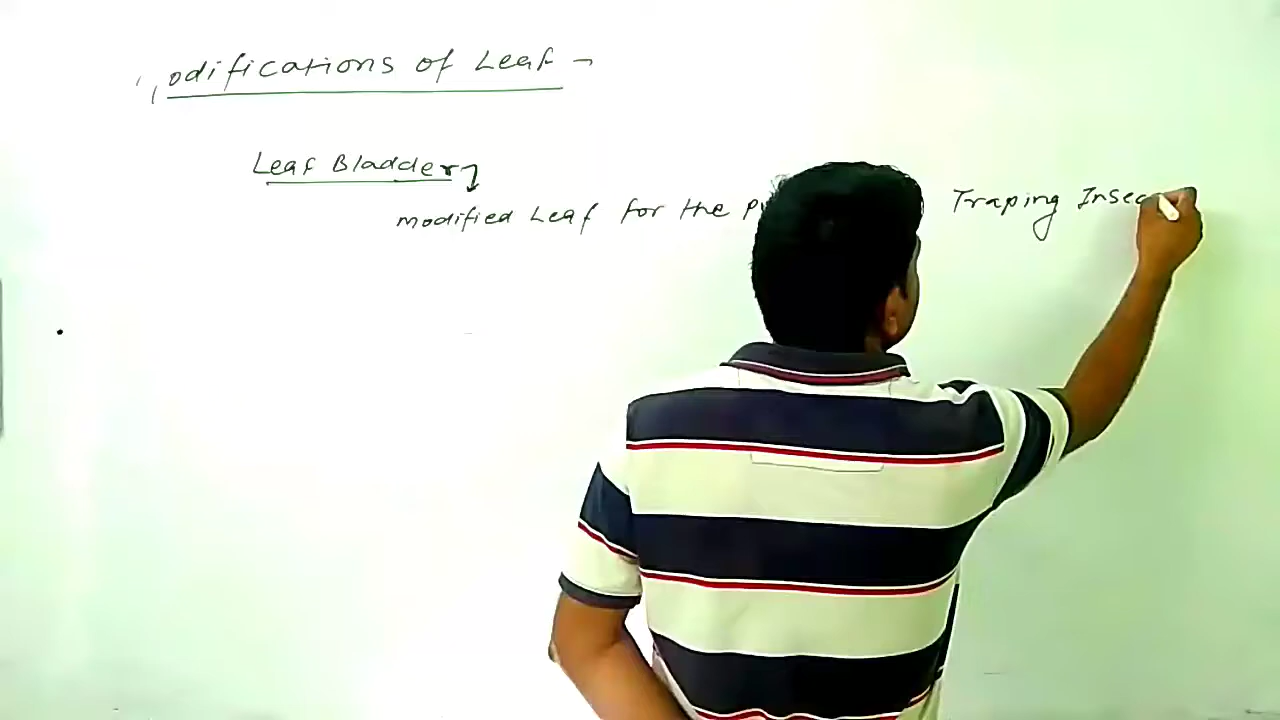 odifications of Leaf -
Leaf Bladder
modified Leaf for the Traping Insec